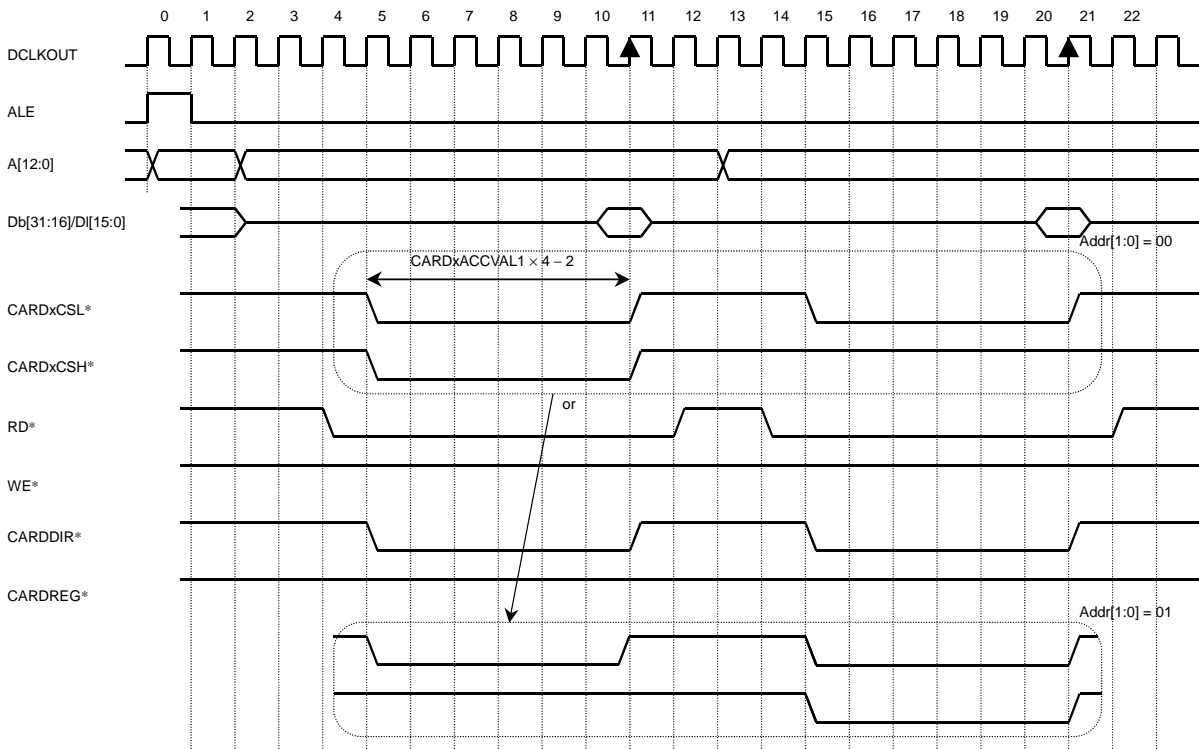 0 1 2 3 4 5 6 7 8 9 10 11 12 13 14 15 16 17 18 19 20 21 22
DCLKOUT
ALE
A[12:0]
Db[31:16]/Dl[15:0]
Addr[1:0] = 00
CARDxACCVAL1 × 4 − 2
CARDxCSL*
CARDxCSH*
or
RD*
WE*
CARDDIR*
CARDREG*
Addr[1:0] = 01